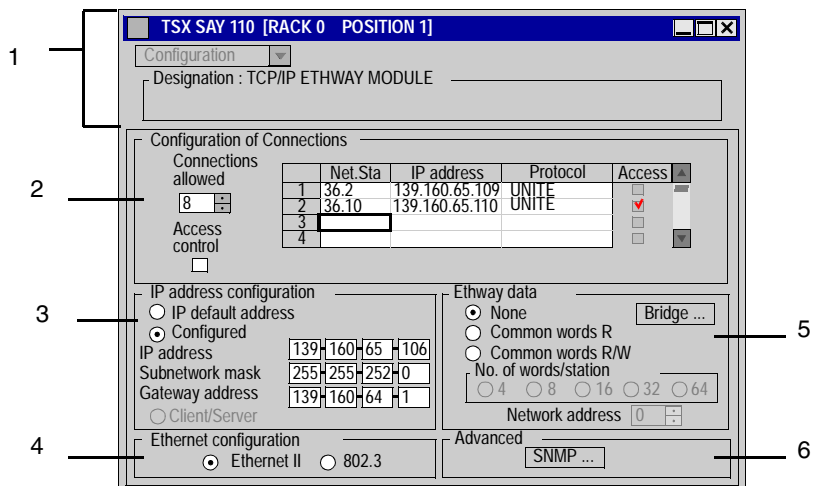 TSX SAY 110 [RACK 0 POSITION 1]
1
Configuration
Designation : TCP/IP ETHWAY MODULE
Configuration of Connections
Connections allowed
Net.Sta IP address Protocol Access
2
8
1 36.2 139.160.65.109 UNITE
2 36.10 139.160.65.110 UNITE
3
4
Access control
IP address configuration
3
IP default address
Configured
IP address 139 160 65 106
Subnetwork mask 255 255 252 0
Gateway address 139 160 64 1
Client/Server
Ethway data
None Bridge ...
5
Common words R
Common words R/W
No. of words/station
4 8 16 32 64
Network address 0
4
Ethernet configuration
Ethernet II 802.3
Advanced
SNMP ...
6